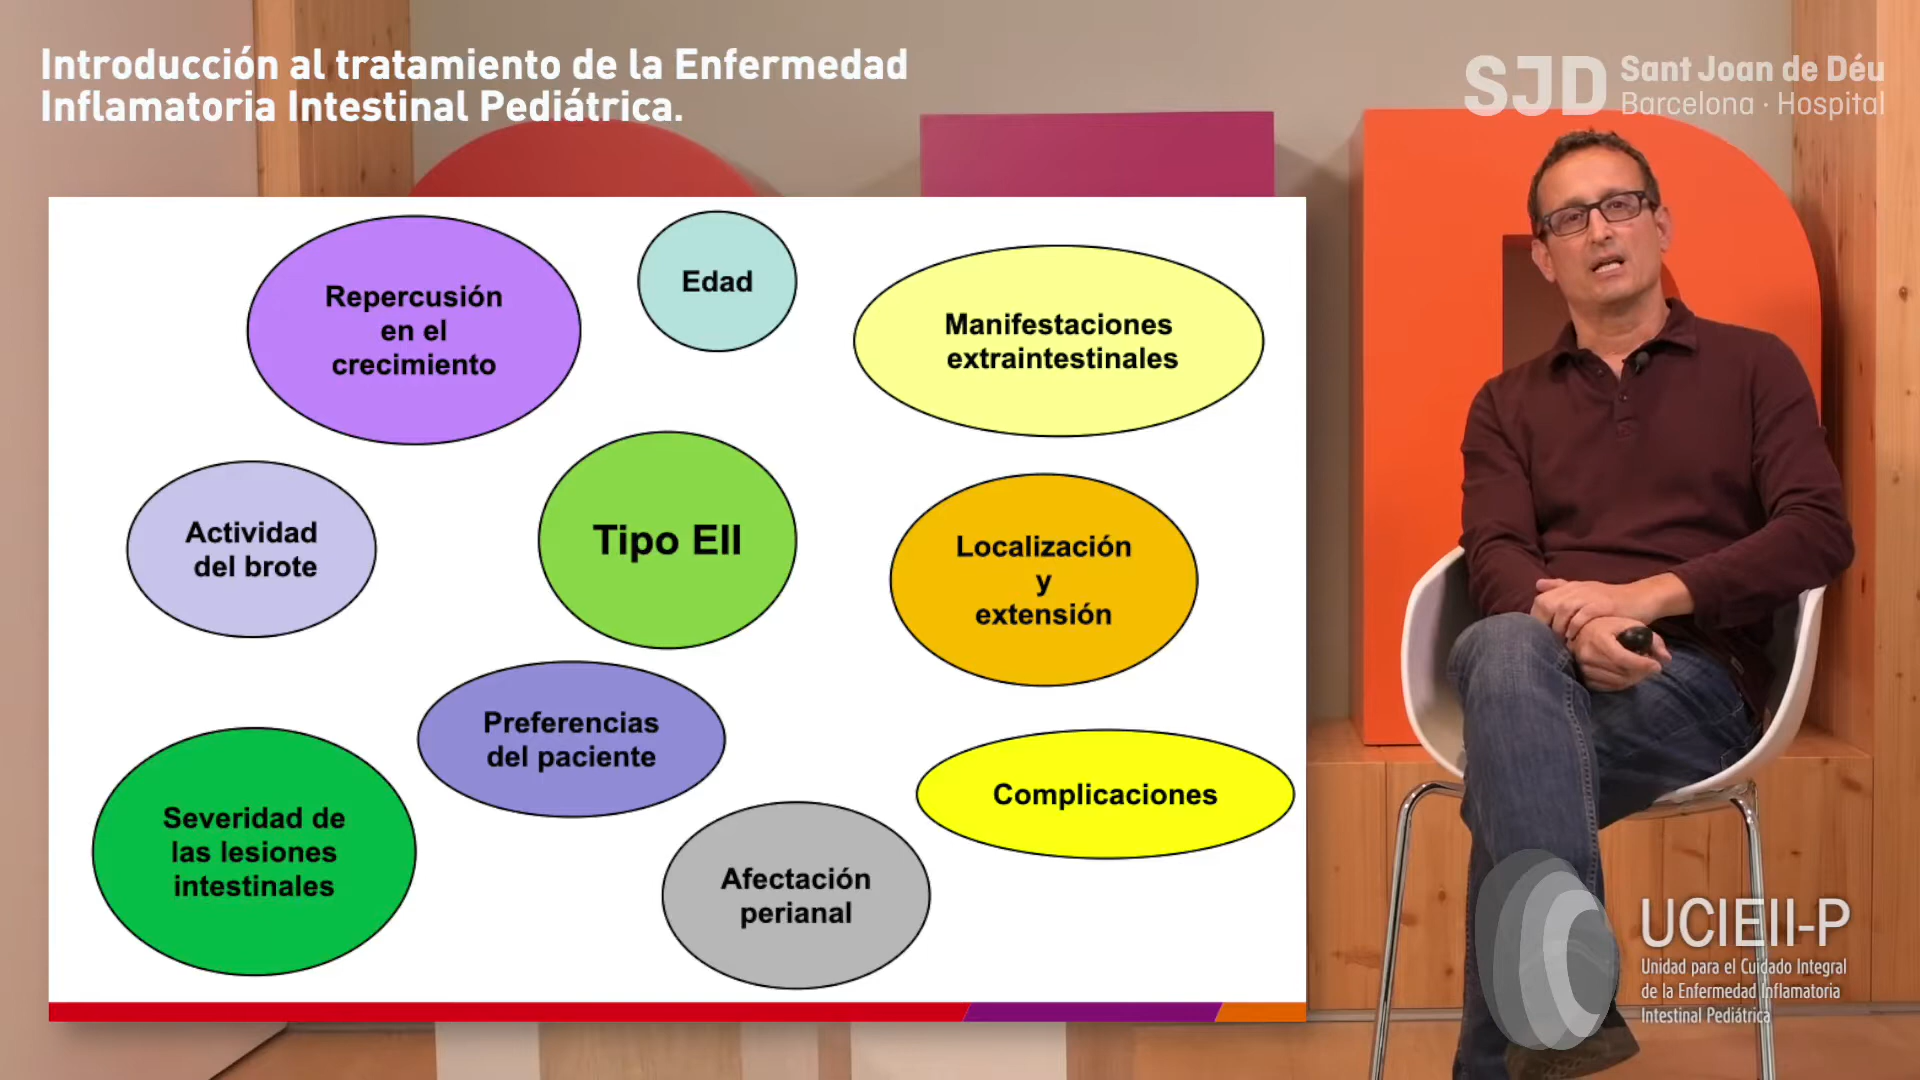 Introducción al tratamiento de la Enfermedad
Inflamatoria Intestinal Pediátrica.
SJD
Sant Joan de Déu
Barcelona · Hospital
Repercusión
en el
crecimiento
Edad
Manifestaciones
extraintestinales
Actividad
del brote
Tipo EII
Localización
y
extensión
Preferencias
del paciente
Severidad de
las lesiones
intestinales
Complicaciones
Afectación
perianal
UCIEII-P
Unidad para el Cuidado Integral
de la Enfermedad Inflamatoria
Intestinal Pediátrica